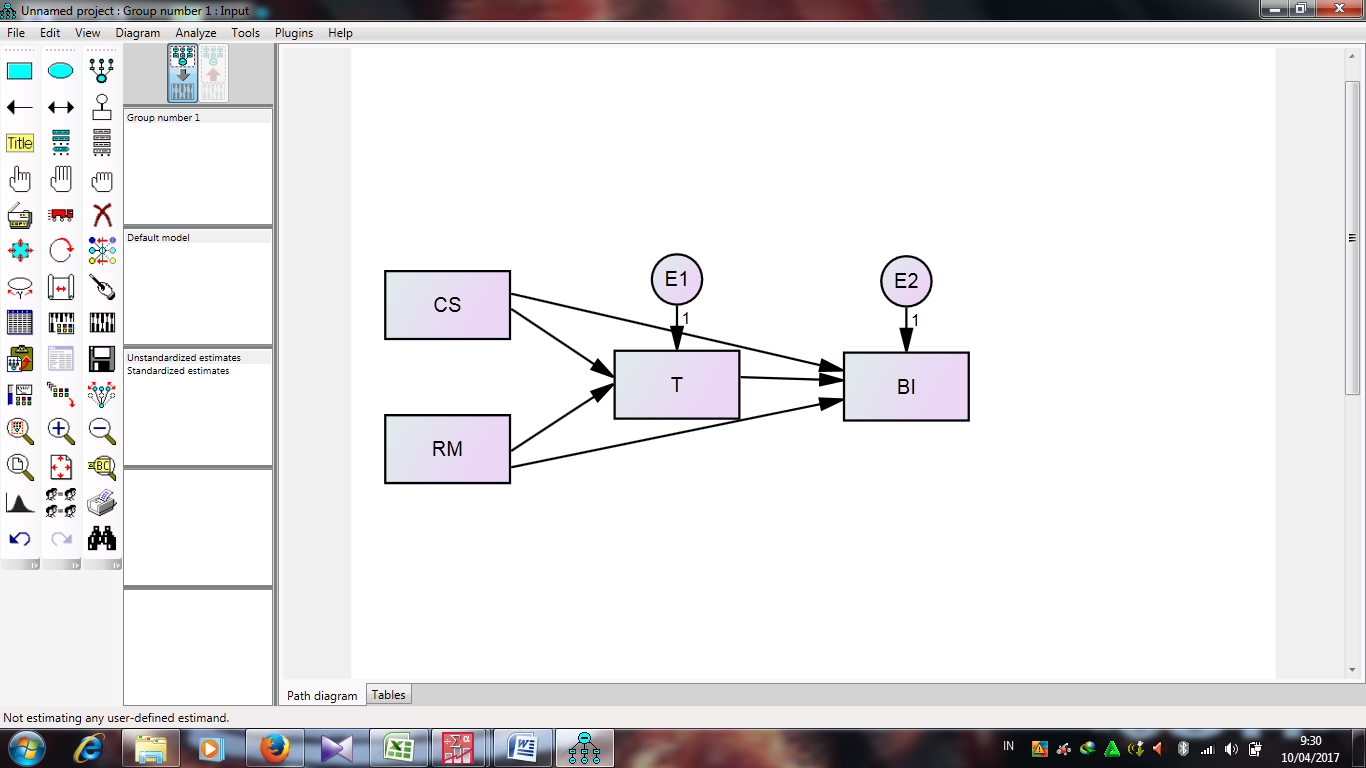 Unnamed project : Group number 1 : Input
File Edit View Diagram Analyze Tools Plugins Help
Title
Group number 1
Default model
Unstandardized estimates
Standardized estimates
COPY
BC
E1
E2
CS
1
1
T
BI
RM
Path diagram Tables
Not estimating any user-defined estimand.
IN
9:30
10/04/2017